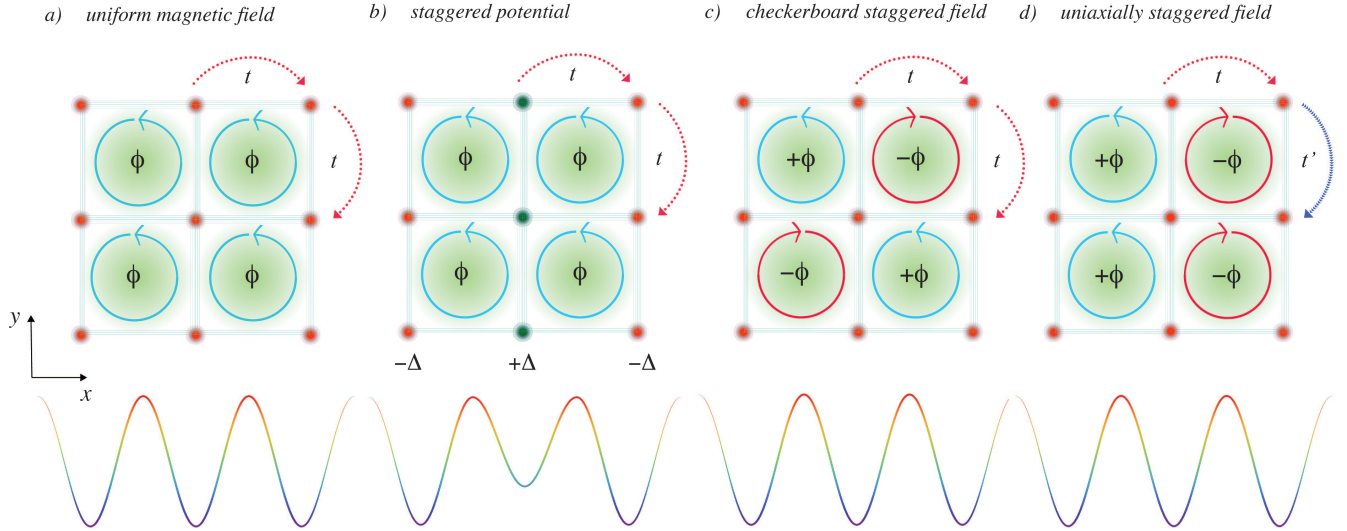 a) uniform magnetic field
b) staggered potential
c) checkerboard staggered field
d) uniaxially staggered field
t
t
t
t
ϕ
ϕ
t
ϕ
ϕ
t
+ϕ
−ϕ
t
+ϕ
−ϕ
t'
ϕ
ϕ
ϕ
ϕ
−ϕ
+ϕ
+ϕ
−ϕ
y
x
−Δ
+Δ
−Δ